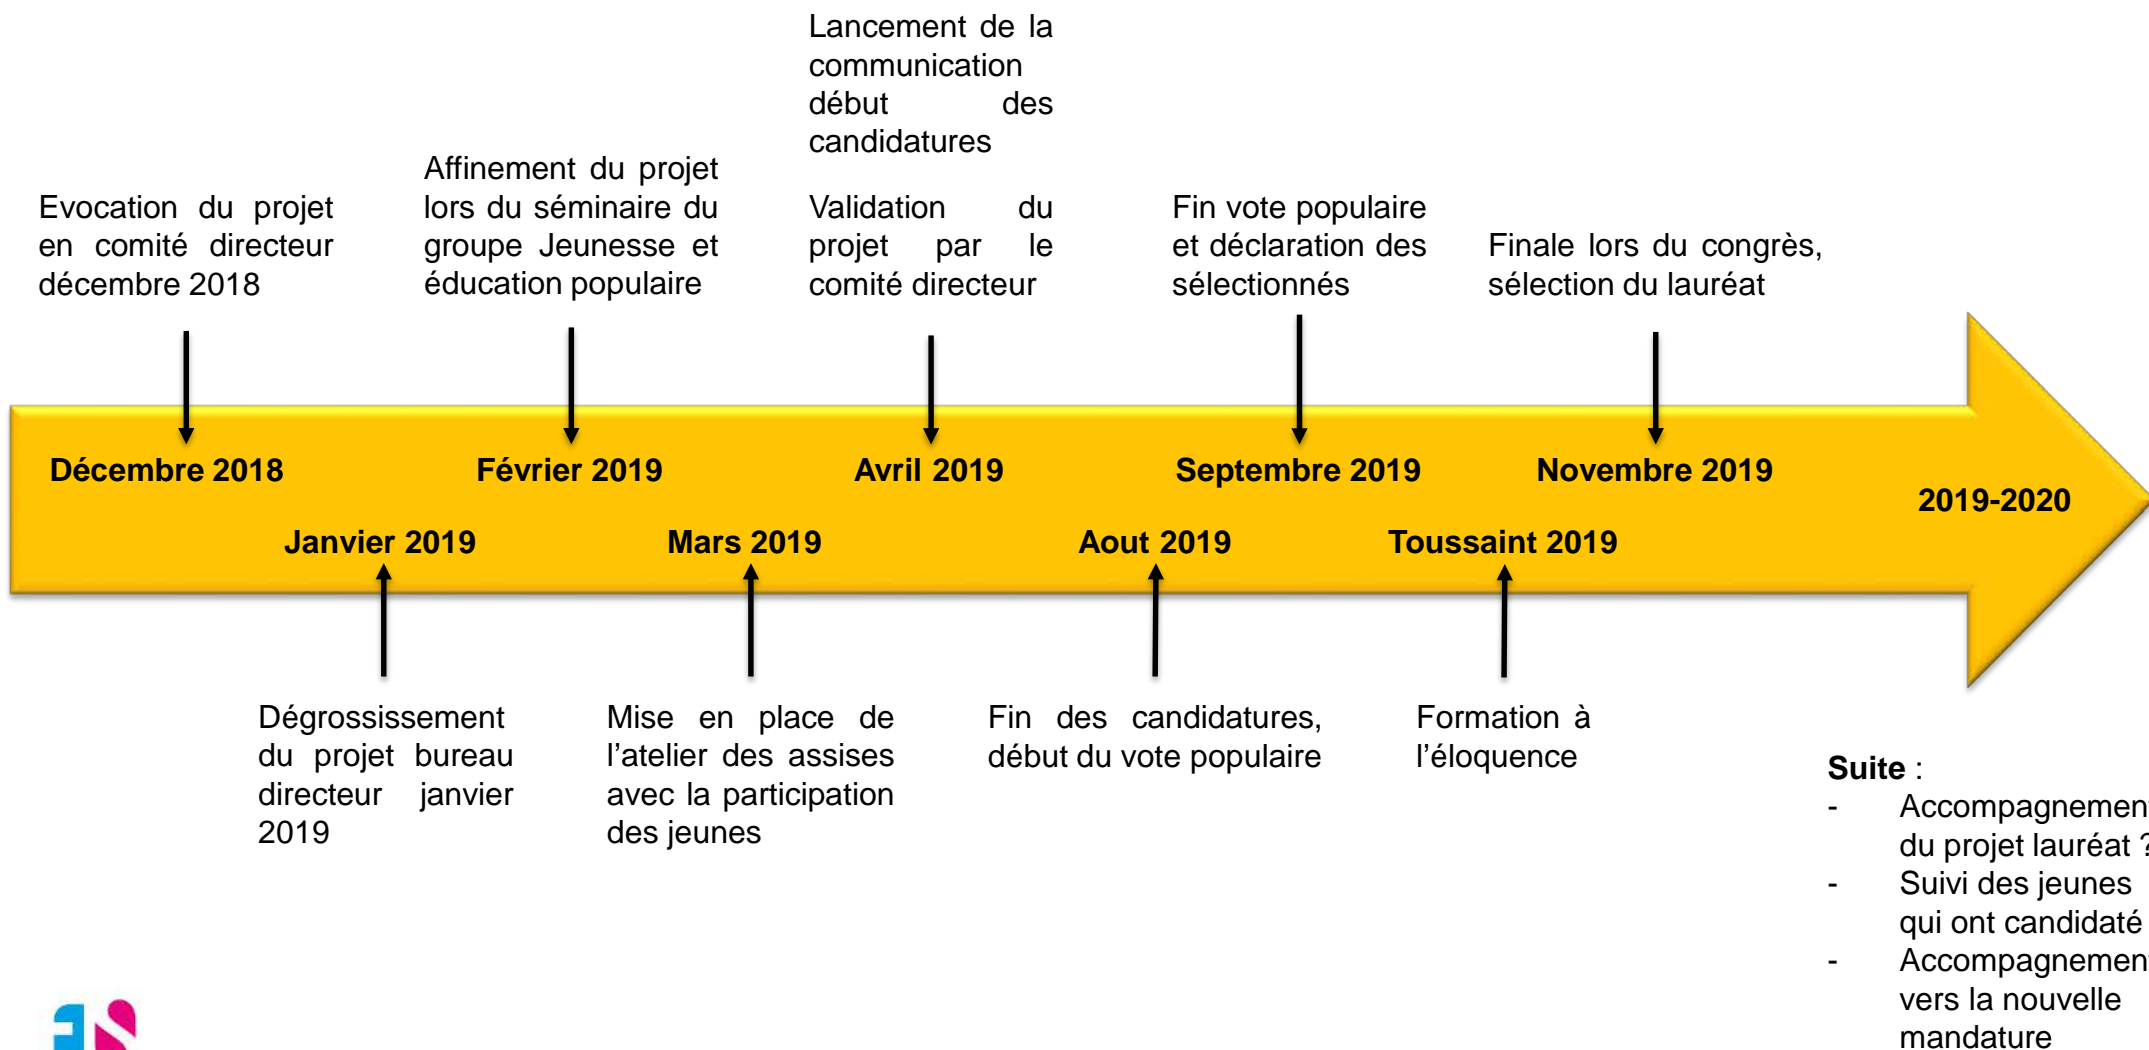 Lancement de la
communication
début des
candidatures
Evocation du projet
en comité directeur
décembre 2018
Affinement du projet
lors du séminaire du
groupe Jeunesse et
éducation populaire
Validation du
projet par le
comité directeur
Fin vote populaire
et déclaration des
sélectionnés
Finale lors du congrès,
sélection du lauréat
Décembre 2018
Février 2019
Avril 2019
Septembre 2019
Novembre 2019
2019-2020
Janvier 2019
Mars 2019
Aout 2019
Toussaint 2019
Dégrossissement
du projet bureau
directeur janvier
2019
Mise en place de
l’atelier des assises
avec la participation
des jeunes
Fin des candidatures,
début du vote populaire
Formation à
l’éloquence
Suite :
- Accompagnement
du projet lauréat ?
- Suivi des jeunes
qui ont candidaté
- Accompagnement
vers la nouvelle
mandature